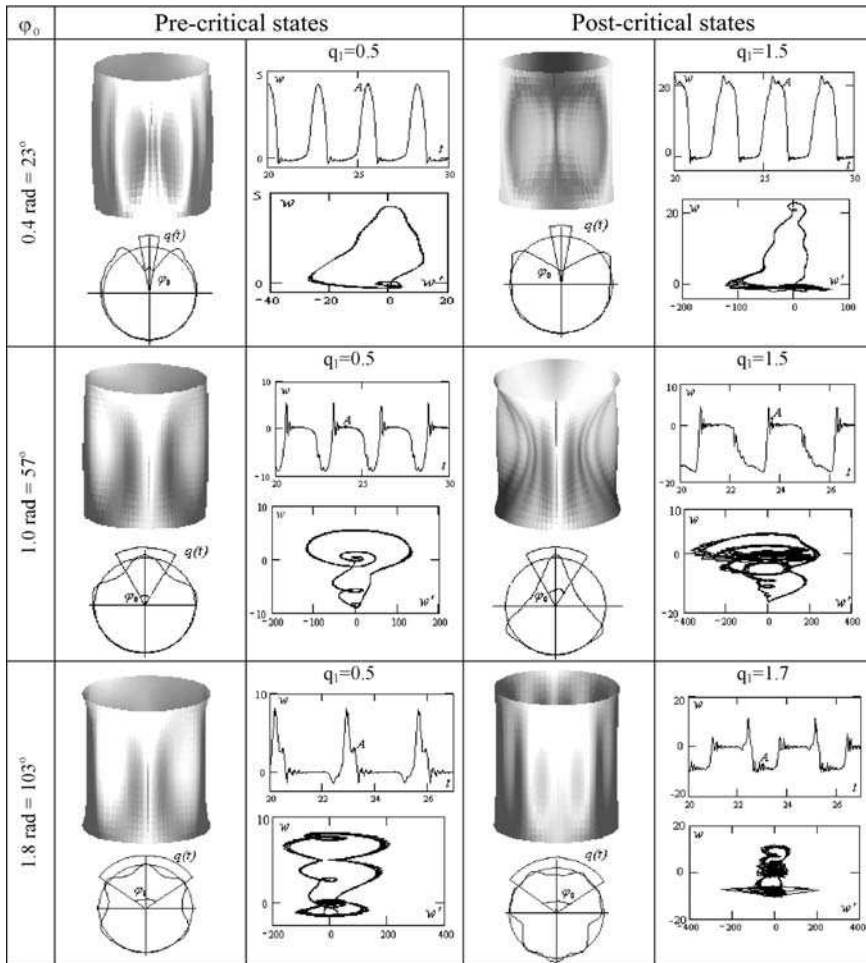 φ₀ Pre-critical states Post-critical states
0.4 rad = 23°
q(t)
φ₀
q₁=0.5
5
w
A
0
t
20 25 30
5
w
0
w'
-40 -20 0 20
q(t)
φ₀
q₁=1.5
w
20
A
0
t
20 25 30
w
20
0
w'
-200 -100 0 100
1.0 rad = 57°
q(t)
φ₀
q₁=0.5
10
w
A
0
-10
t
20 25 30
10
w
0
w'
-10
-200 -100 0 100 200
q(t)
φ₀
q₁=1.5
10
w
A
0
-20
t
20 22 24 26
20
w
0
w'
-20
-400 -200 0 200 400
1.8 rad = 103°
q(t)
φ₀
q₁=0.5
10
w
A
0
t
20 22 24 26
10
w
0
w'
-200 -100 0 100 200
q(t)
φ₀
q₁=1.7
20
w
0
A
-20
t
20 22 24 26
20
w
10
0
-20
w'
-400 -200 0 200 400